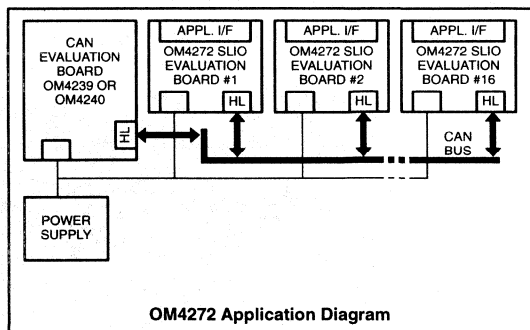 CAN
EVALUATION
BOARD
OM4239 OR
OM4240
HL
APPL. I/F
OM4272 SLIO
EVALUATION
BOARD #1
HL
APPL. I/F
OM4272 SLIO
EVALUATION
BOARD #2
HL
APPL. I/F
OM4272 SLIO
EVALUATION
BOARD #16
HL
CAN
BUS
POWER
SUPPLY
OM4272 Application Diagram